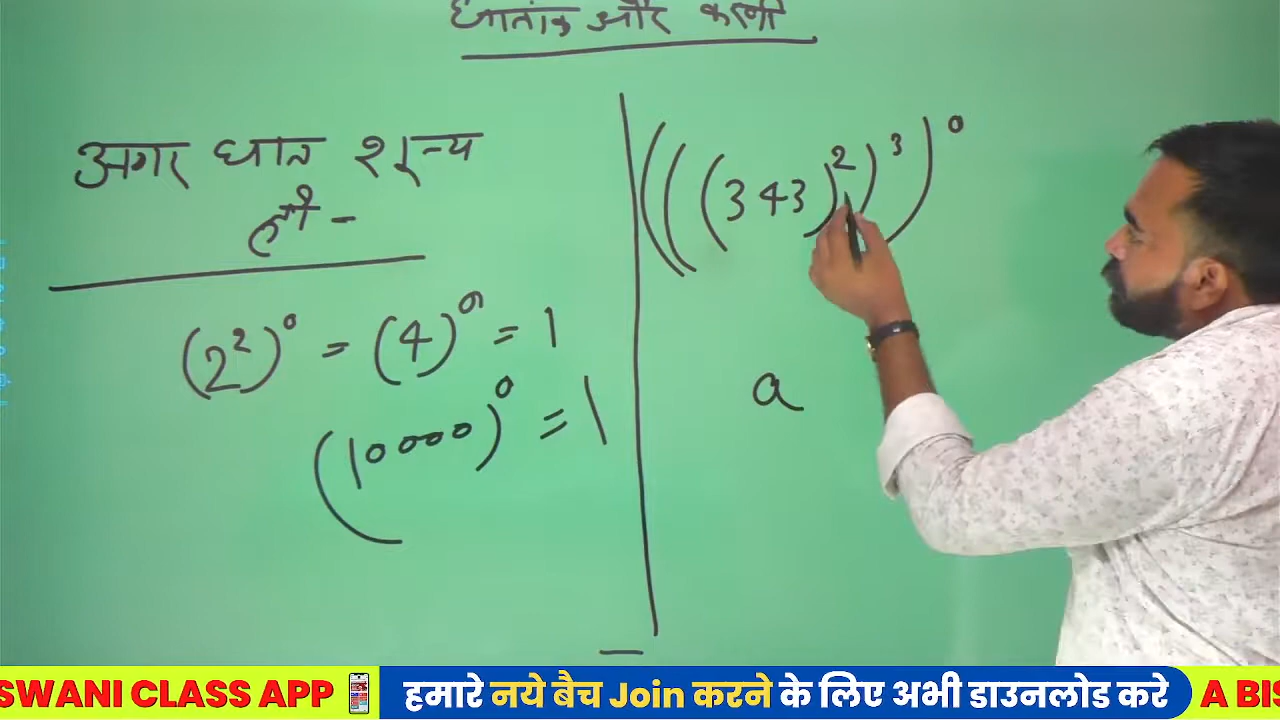 घातांक और करणी
अगर घात शून्य
हो -
(2²)⁰ = (4)⁰ = 1
(10000)⁰ = 1
(((343)²)³)⁰
a
SWANI CLASS APP हमारे नये बैच Join करने के लिए अभी डाउनलोड करे A BIS